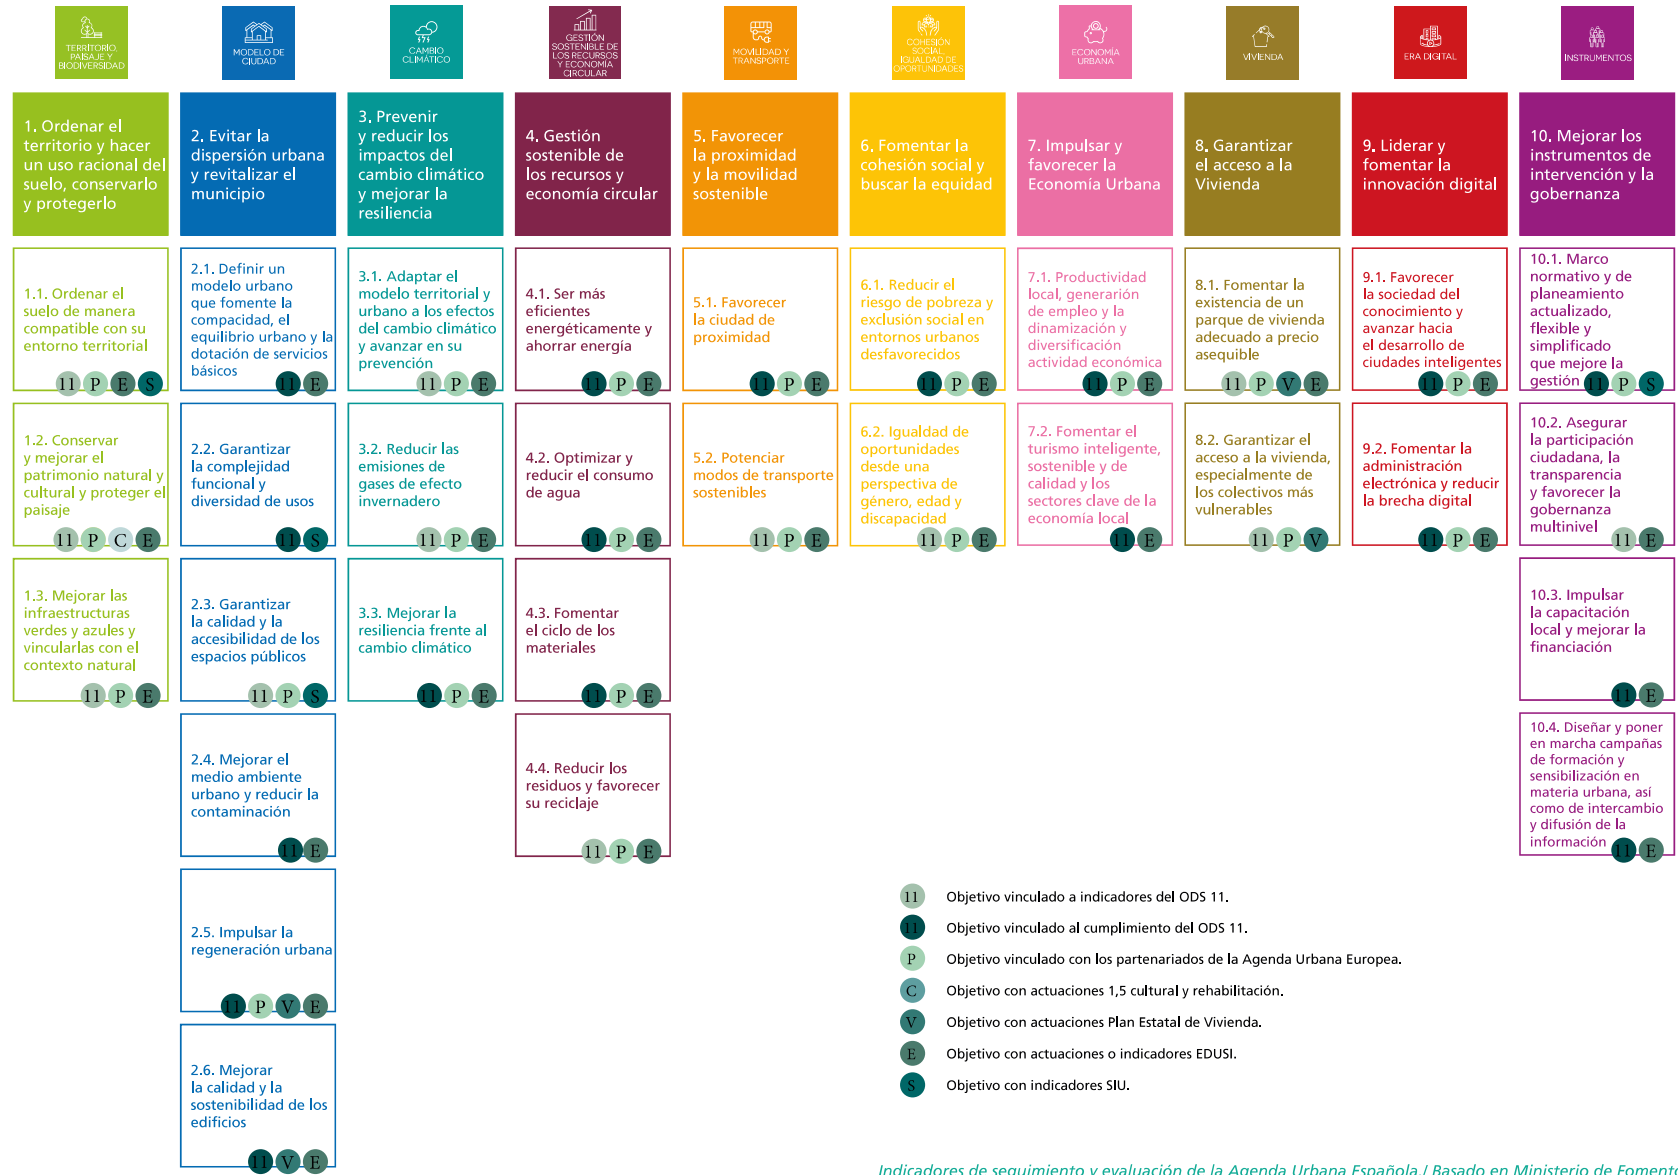 TERRITORIO,
PAISAJE Y
BIODIVERSIDAD
MODELO DE
CIUDAD
CAMBIO
CLIMÁTICO
GESTIÓN
SOSTENIBLE DE
LOS RECURSOS
Y ECONOMÍA
CIRCULAR
MOVILIDAD Y
TRANSPORTE
COHESIÓN
SOCIAL,
IGUALDAD DE
OPORTUNIDADES
ECONOMÍA
URBANA
VIVIENDA
ERA DIGITAL
INSTRUMENTOS
1. Ordenar el
territorio y hacer
un uso racional del
suelo, conservarlo
y protegerlo
2. Evitar la
dispersión urbana
y revitalizar el
municipio
3. Prevenir
y reducir los
impactos del
cambio climático
y mejorar la
resiliencia
4. Gestión
sostenible de
los recursos y
economía circular
5. Favorecer
la proximidad
y la movilidad
sostenible
6. Fomentar la
cohesión social y
buscar la equidad
7. Impulsar y
favorecer la
Economía Urbana
8. Garantizar
el acceso a la
Vivienda
9. Liderar y
fomentar la
innovación digital
10. Mejorar los
instrumentos de
intervención y la
gobernanza
1.1. Ordenar el
suelo de manera
compatible con su
entorno territorial
11 P E S
2.1. Definir un
modelo urbano
que fomente la
compacidad, el
equilibrio urbano y la
dotación de servicios
básicos
11 E
3.1. Adaptar el
modelo territorial y
urbano a los efectos
del cambio climático
y avanzar en su
prevención
11 P E
4.1. Ser más
eficientes
energéticamente y
ahorrar energía
11 P E
5.1. Favorecer
la ciudad de
proximidad
11 P E
6.1. Reducir el
riesgo de pobreza y
exclusión social en
entornos urbanos
desfavorecidos
11 P E
7.1. Productividad
local, generarión
de empleo y la
dinamización y
diversificación
actividad económica
11 P E
8.1. Fomentar la
existencia de un
parque de vivienda
adecuado a precio
asequible
11 P V E
9.1. Favorecer
la sociedad del
conocimiento y
avanzar hacia
el desarrollo de
ciudades inteligentes
11 P E
10.1. Marco
normativo y de
planeamiento
actualizado,
flexible y
simplificado
que mejore la
gestión
11 P S
1.2. Conservar
y mejorar el
patrimonio natural y
cultural y proteger el
paisaje
11 P C E
2.2. Garantizar
la complejidad
funcional y
diversidad de usos
11 S
3.2. Reducir las
emisiones de
gases de efecto
invernadero
11 P E
4.2. Optimizar y
reducir el consumo
de agua
11 P E
5.2. Potenciar
modos de transporte
sostenibles
11 P E
6.2. Igualdad de
oportunidades
desde una
perspectiva de
género, edad y
discapacidad
11 P E
7.2. Fomentar el
turismo inteligente,
sostenible y de
calidad y los
sectores clave de la
economía local
11 E
8.2. Garantizar el
acceso a la vivienda,
especialmente de
los colectivos más
vulnerables
11 P V
9.2. Fomentar la
administración
electrónica y reducir
la brecha digital
11 P E
10.2. Asegurar
la participación
ciudadana, la
transparencia
y favorecer la
gobernanza
multinivel
11 E
1.3. Mejorar las
infraestructuras
verdes y azules y
vincularlas con el
contexto natural
11 P E
2.3. Garantizar
la calidad y la
accesibilidad de los
espacios públicos
11 P S
3.3. Mejorar la
resiliencia frente al
cambio climático
11 P E
4.3. Fomentar
el ciclo de los
materiales
11 P E
10.3. Impulsar
la capacitación
local y mejorar la
financiación
11 E
2.4. Mejorar el
medio ambiente
urbano y reducir la
contaminación
11 E
4.4. Reducir los
residuos y favorecer
su reciclaje
11 P E
10.4. Diseñar y poner
en marcha campañas
de formación y
sensibilización en
materia urbana, así
como de intercambio
y difusión de la
información
11 E
2.5. Impulsar la
regeneración urbana
11 P V E
2.6. Mejorar
la calidad y la
sostenibilidad de los
edificios
11 V E
11 Objetivo vinculado a indicadores del ODS 11.
11 Objetivo vinculado al cumplimiento del ODS 11.
P Objetivo vinculado con los partenariados de la Agenda Urbana Europea.
C Objetivo con actuaciones 1,5 cultural y rehabilitación.
V Objetivo con actuaciones Plan Estatal de Vivienda.
E Objetivo con actuaciones o indicadores EDUSI.
S Objetivo con indicadores SIU.
Indicadores de seguimiento y evaluación de la Agenda Urbana Española./ Basado en Ministerio de Fomento